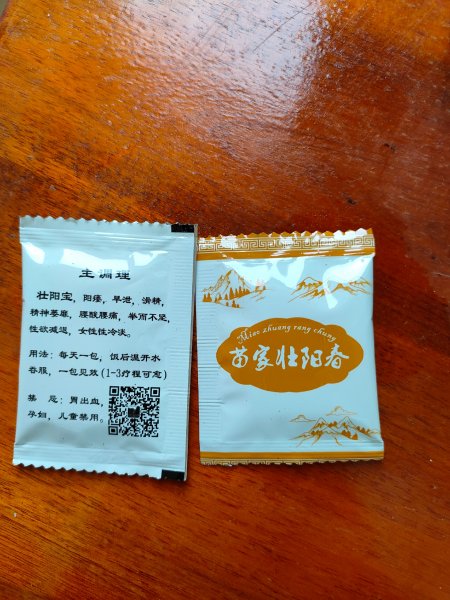 主调理
壮阳宝，阳痿，早泄，滑精，
精神萎靡，腰酸腰痛，举而不坚，
性欲减退，女性性冷淡。
用法：每天一包，饭后温开水
吞服，一包见效(1-3疗程可愈)
禁 忌：胃出血，
孕妇，儿童禁用。
Miao zhuang rang chung
苗家壮阳春